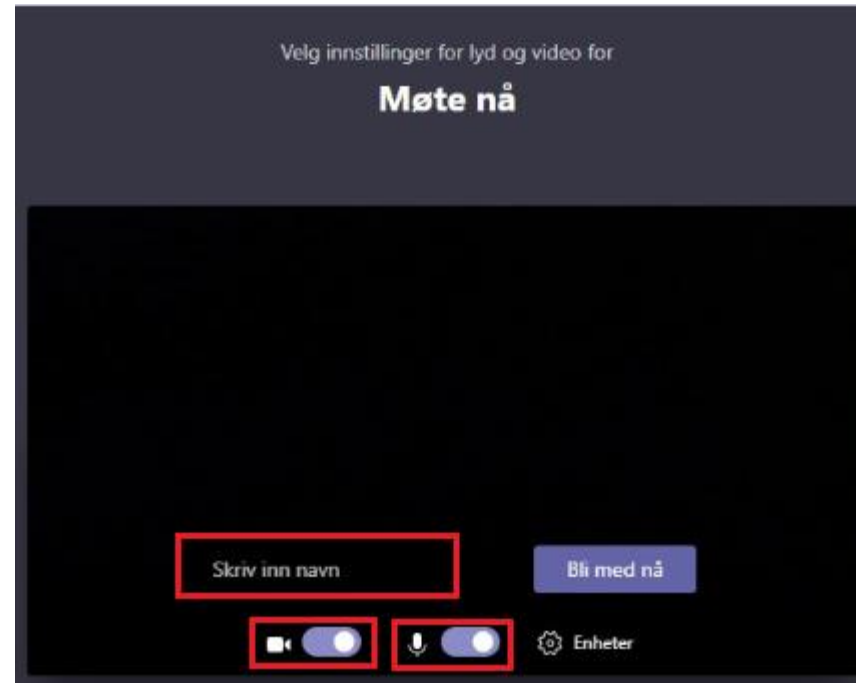 Velg innstillinger for lyd og video for
Møte nå
Skriv inn navn
Bli med nå
Enheter